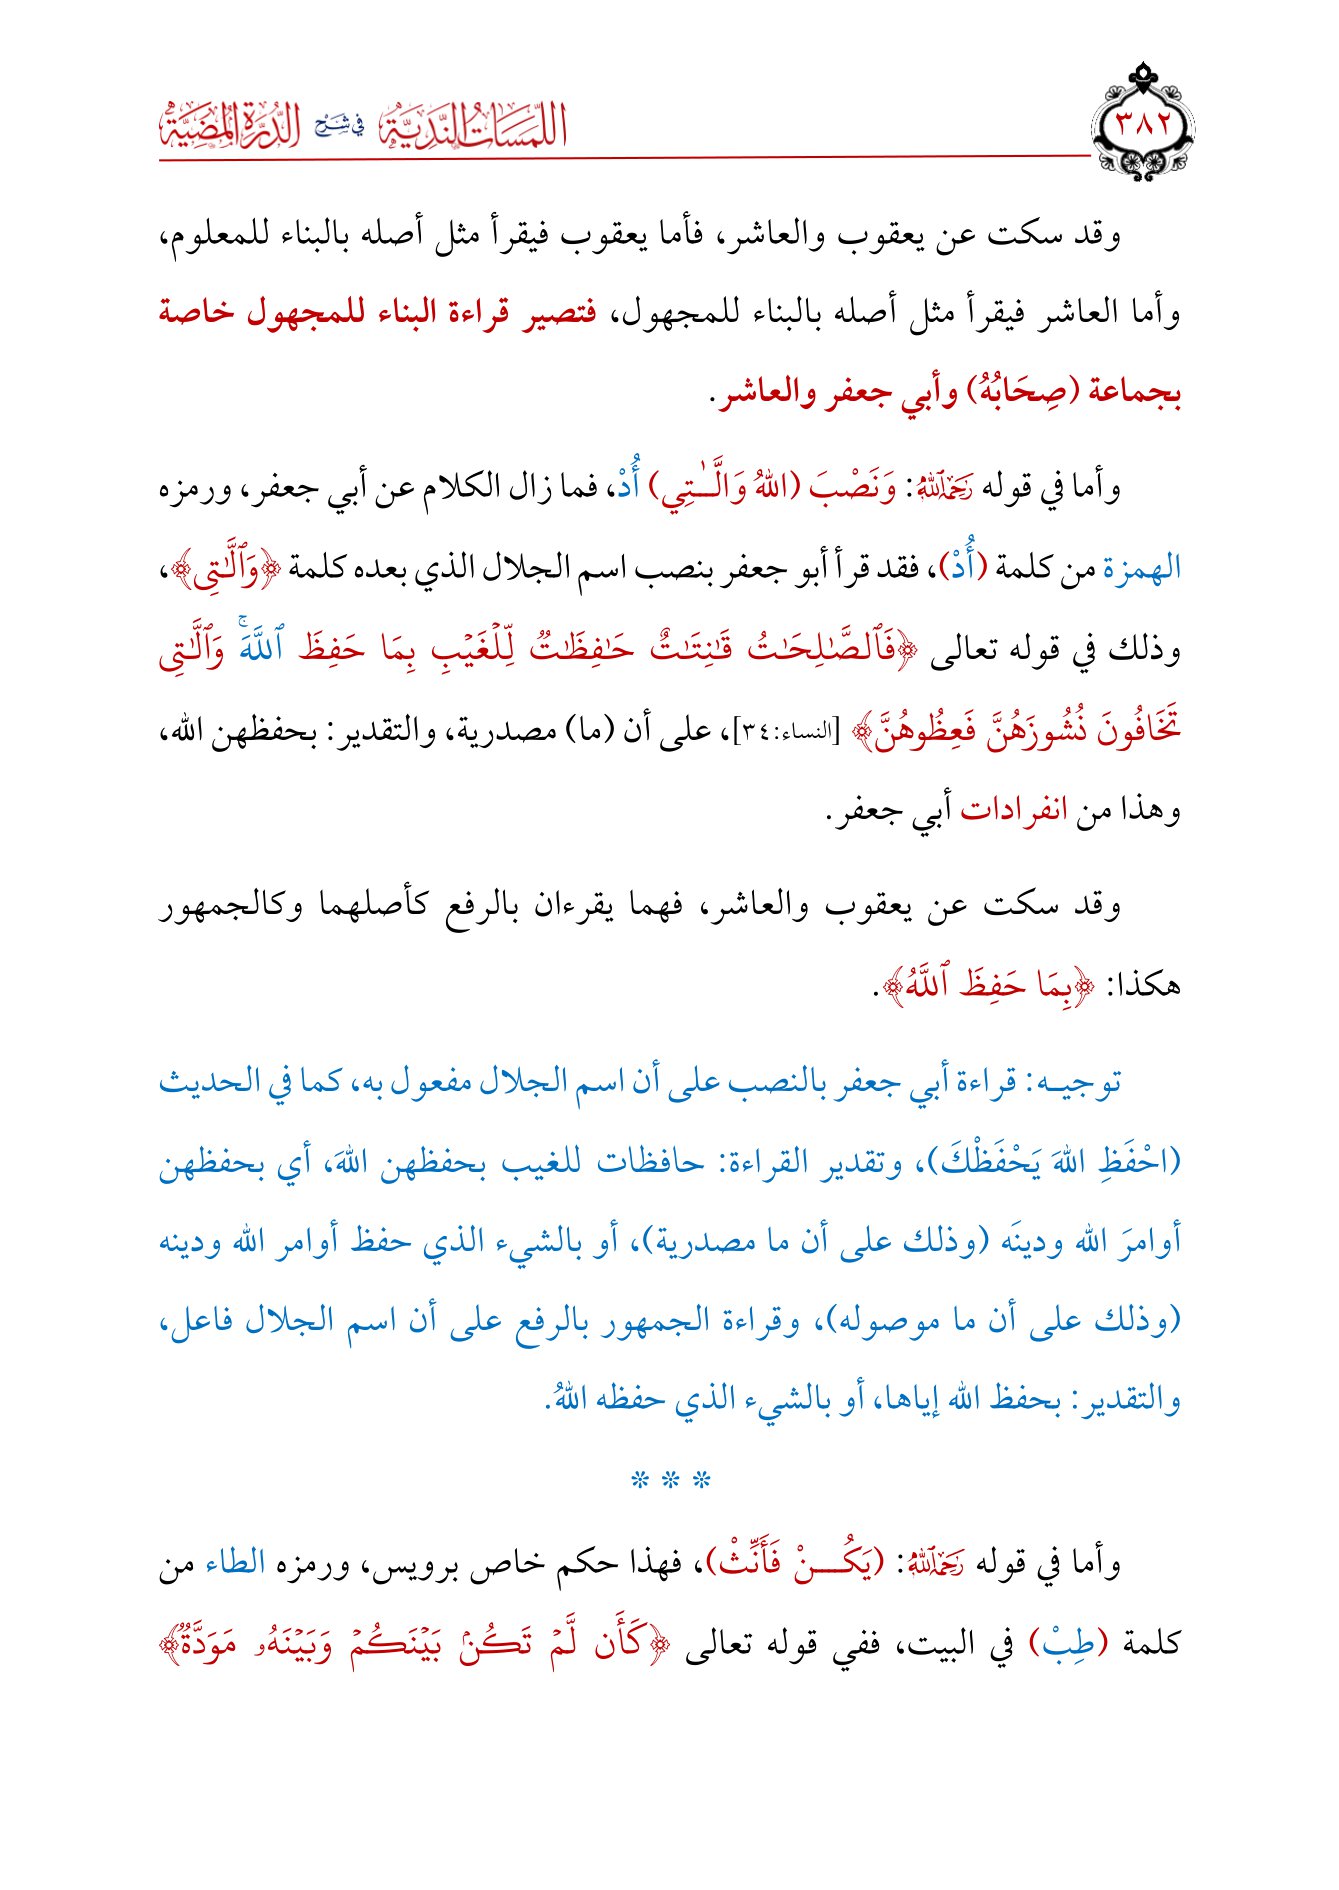 ٣٨٢
اللَّمَسَاتُ النَّدِيَّةُ في شَرْحِ الدُّرَّةِ الْمُضِيَّةِ
وقد سكت عن يعقوب والعاشر، فأما يعقوب فيقرأ مثل أصله بالبناء للمعلوم،
وأما العاشر فيقرأ مثل أصله بالبناء للمجهول، فتصير قراءة البناء للمجهول خاصة
بجماعة (صِحَابُهُ) وأبي جعفر والعاشر.
وأما في قوله رَحِمَهُ ٱللَّهُ: وَنَصْبَ (اللهُ وَالَّـٰـتِي) أُدْ، فما زال الكلام عن أبي جعفر، ورمزه
الهمزة من كلمة (أُدْ)، فقد قرأ أبو جعفر بنصب اسم الجلال الذي بعده كلمة ﴿وَٱلَّٰتِى﴾،
وذلك في قوله تعالى ﴿فَٱلصَّٰلِحَٰتُ قَٰنِتَٰتٌ حَٰفِظَٰتٌ لِّلۡغَيۡبِ بِمَا حَفِظَ ٱللَّهَۚ وَٱلَّٰتِى
تَخَافُونَ نُشُوزَهُنَّ فَعِظُوهُنَّ﴾ [النساء:٣٤]، على أن (ما) مصدرية، والتقدير: بحفظهن الله،
وهذا من انفرادات أبي جعفر.
وقد سكت عن يعقوب والعاشر، فهما يقرءان بالرفع كأصلهما وكالجمهور
هكذا: ﴿بِمَا حَفِظَ ٱللَّهُ﴾.
توجيـه: قراءة أبي جعفر بالنصب على أن اسم الجلال مفعول به، كما في الحديث
(احْفَظِ اللهَ يَحْفَظْكَ)، وتقدير القراءة: حافظات للغيب بحفظهن اللهَ، أي بحفظهن
أوامرَ الله ودينَه (وذلك على أن ما مصدرية)، أو بالشيء الذي حفظ أوامر الله ودينه
(وذلك على أن ما موصوله)، وقراءة الجمهور بالرفع على أن اسم الجلال فاعل،
والتقدير: بحفظ الله إياها، أو بالشيء الذي حفظه اللهُ.
* * *
وأما في قوله رَحِمَهُ ٱللَّهُ: (يَكُـــنْ فَأَنِّثْ)، فهذا حكم خاص برويس، ورمزه الطاء من
كلمة (طِبْ) في البيت، ففي قوله تعالى ﴿كَأَن لَّمۡ تَكُنۢ بَيۡنَكُمۡ وَبَيۡنَهُۥ مَوَدَّةٌ﴾